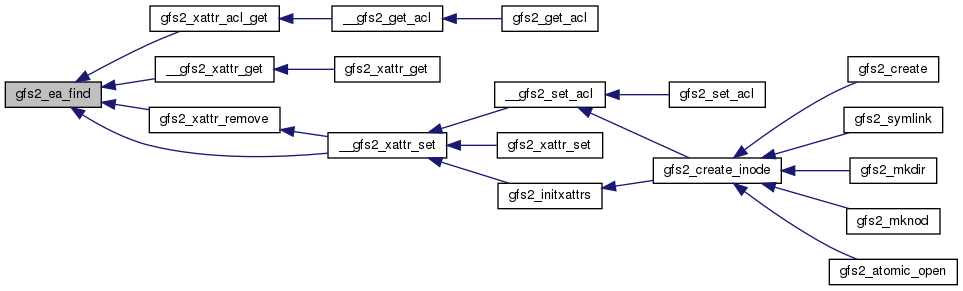 gfs2_xattr_acl_get
__gfs2_get_acl
gfs2_get_acl
__gfs2_xattr_get
gfs2_xattr_get
gfs2_create
gfs2_ea_find
__gfs2_set_acl
gfs2_set_acl
gfs2_xattr_remove
gfs2_symlink
__gfs2_xattr_set
gfs2_xattr_set
gfs2_create_inode
gfs2_mkdir
gfs2_initxattrs
gfs2_mknod
gfs2_atomic_open